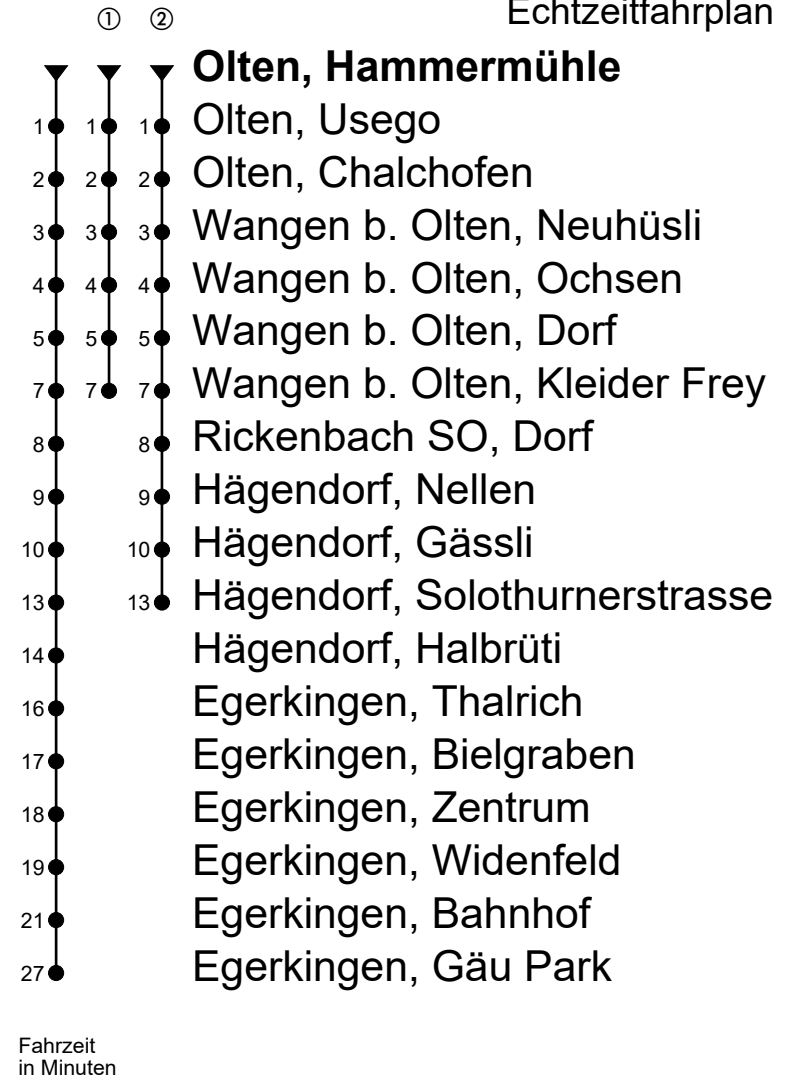 Echtzeitfahrplan
① ②
Olten, Hammermühle
1 1 1 Olten, Usego
2 2 2 Olten, Chalchofen
3 3 3 Wangen b. Olten, Neuhüsli
4 4 4 Wangen b. Olten, Ochsen
5 5 5 Wangen b. Olten, Dorf
7 7 7 Wangen b. Olten, Kleider Frey
8 8 Rickenbach SO, Dorf
9 9 Hägendorf, Nellen
10 10 Hägendorf, Gässli
13 13 Hägendorf, Solothurnerstrasse
14 Hägendorf, Halbrüti
16 Egerkingen, Thalrich
17 Egerkingen, Bielgraben
18 Egerkingen, Zentrum
19 Egerkingen, Widenfeld
21 Egerkingen, Bahnhof
27 Egerkingen, Gäu Park
Fahrzeit
in Minuten